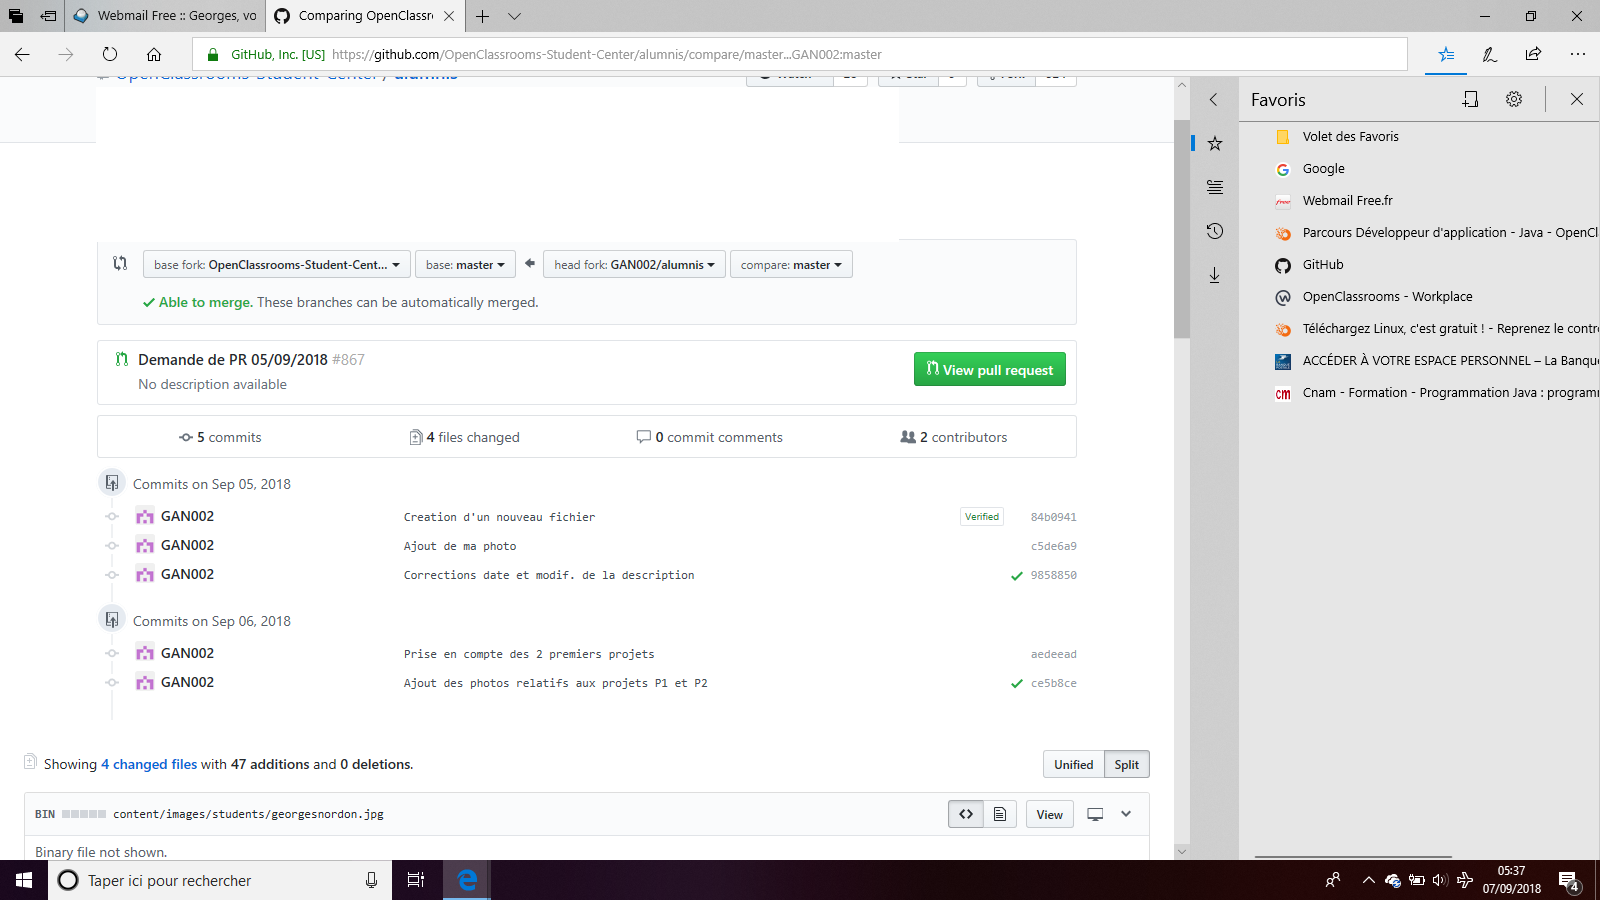 Webmail Free :: Georges, vo
Comparing OpenClassr
GitHub, Inc. [US] https://github.com/OpenClassrooms-Student-Center/alumnis/compare/master...GAN002:master
OpenClassrooms-Student-Center / alumnis
base fork: OpenClassrooms-Student-Cent... base: master head fork: GAN002/alumnis compare: master
Able to merge. These branches can be automatically merged.
Demande de PR 05/09/2018 #867
No description available
View pull request
5 commits 4 files changed 0 commit comments 2 contributors
Commits on Sep 05, 2018
GAN002 Creation d'un nouveau fichier Verified 84b0941
GAN002 Ajout de ma photo c5de6a9
GAN002 Corrections date et modif. de la description 9858850
Commits on Sep 06, 2018
GAN002 Prise en compte des 2 premiers projets aedeead
GAN002 Ajout des photos relatifs aux projets P1 et P2 ce5b8ce
Showing 4 changed files with 47 additions and 0 deletions.
Unified Split
BIN content/images/students/georgesnordon.jpg View
Binary file not shown.
Favoris
Volet des Favoris
Google
Webmail Free.fr
Parcours Développeur d'application - Java - OpenCl
GitHub
OpenClassrooms - Workplace
Téléchargez Linux, c'est gratuit ! - Reprenez le contr
ACCÉDER À VOTRE ESPACE PERSONNEL – La Banqu
Cnam - Formation - Programmation Java : program
Taper ici pour rechercher
05:37
07/09/2018
4